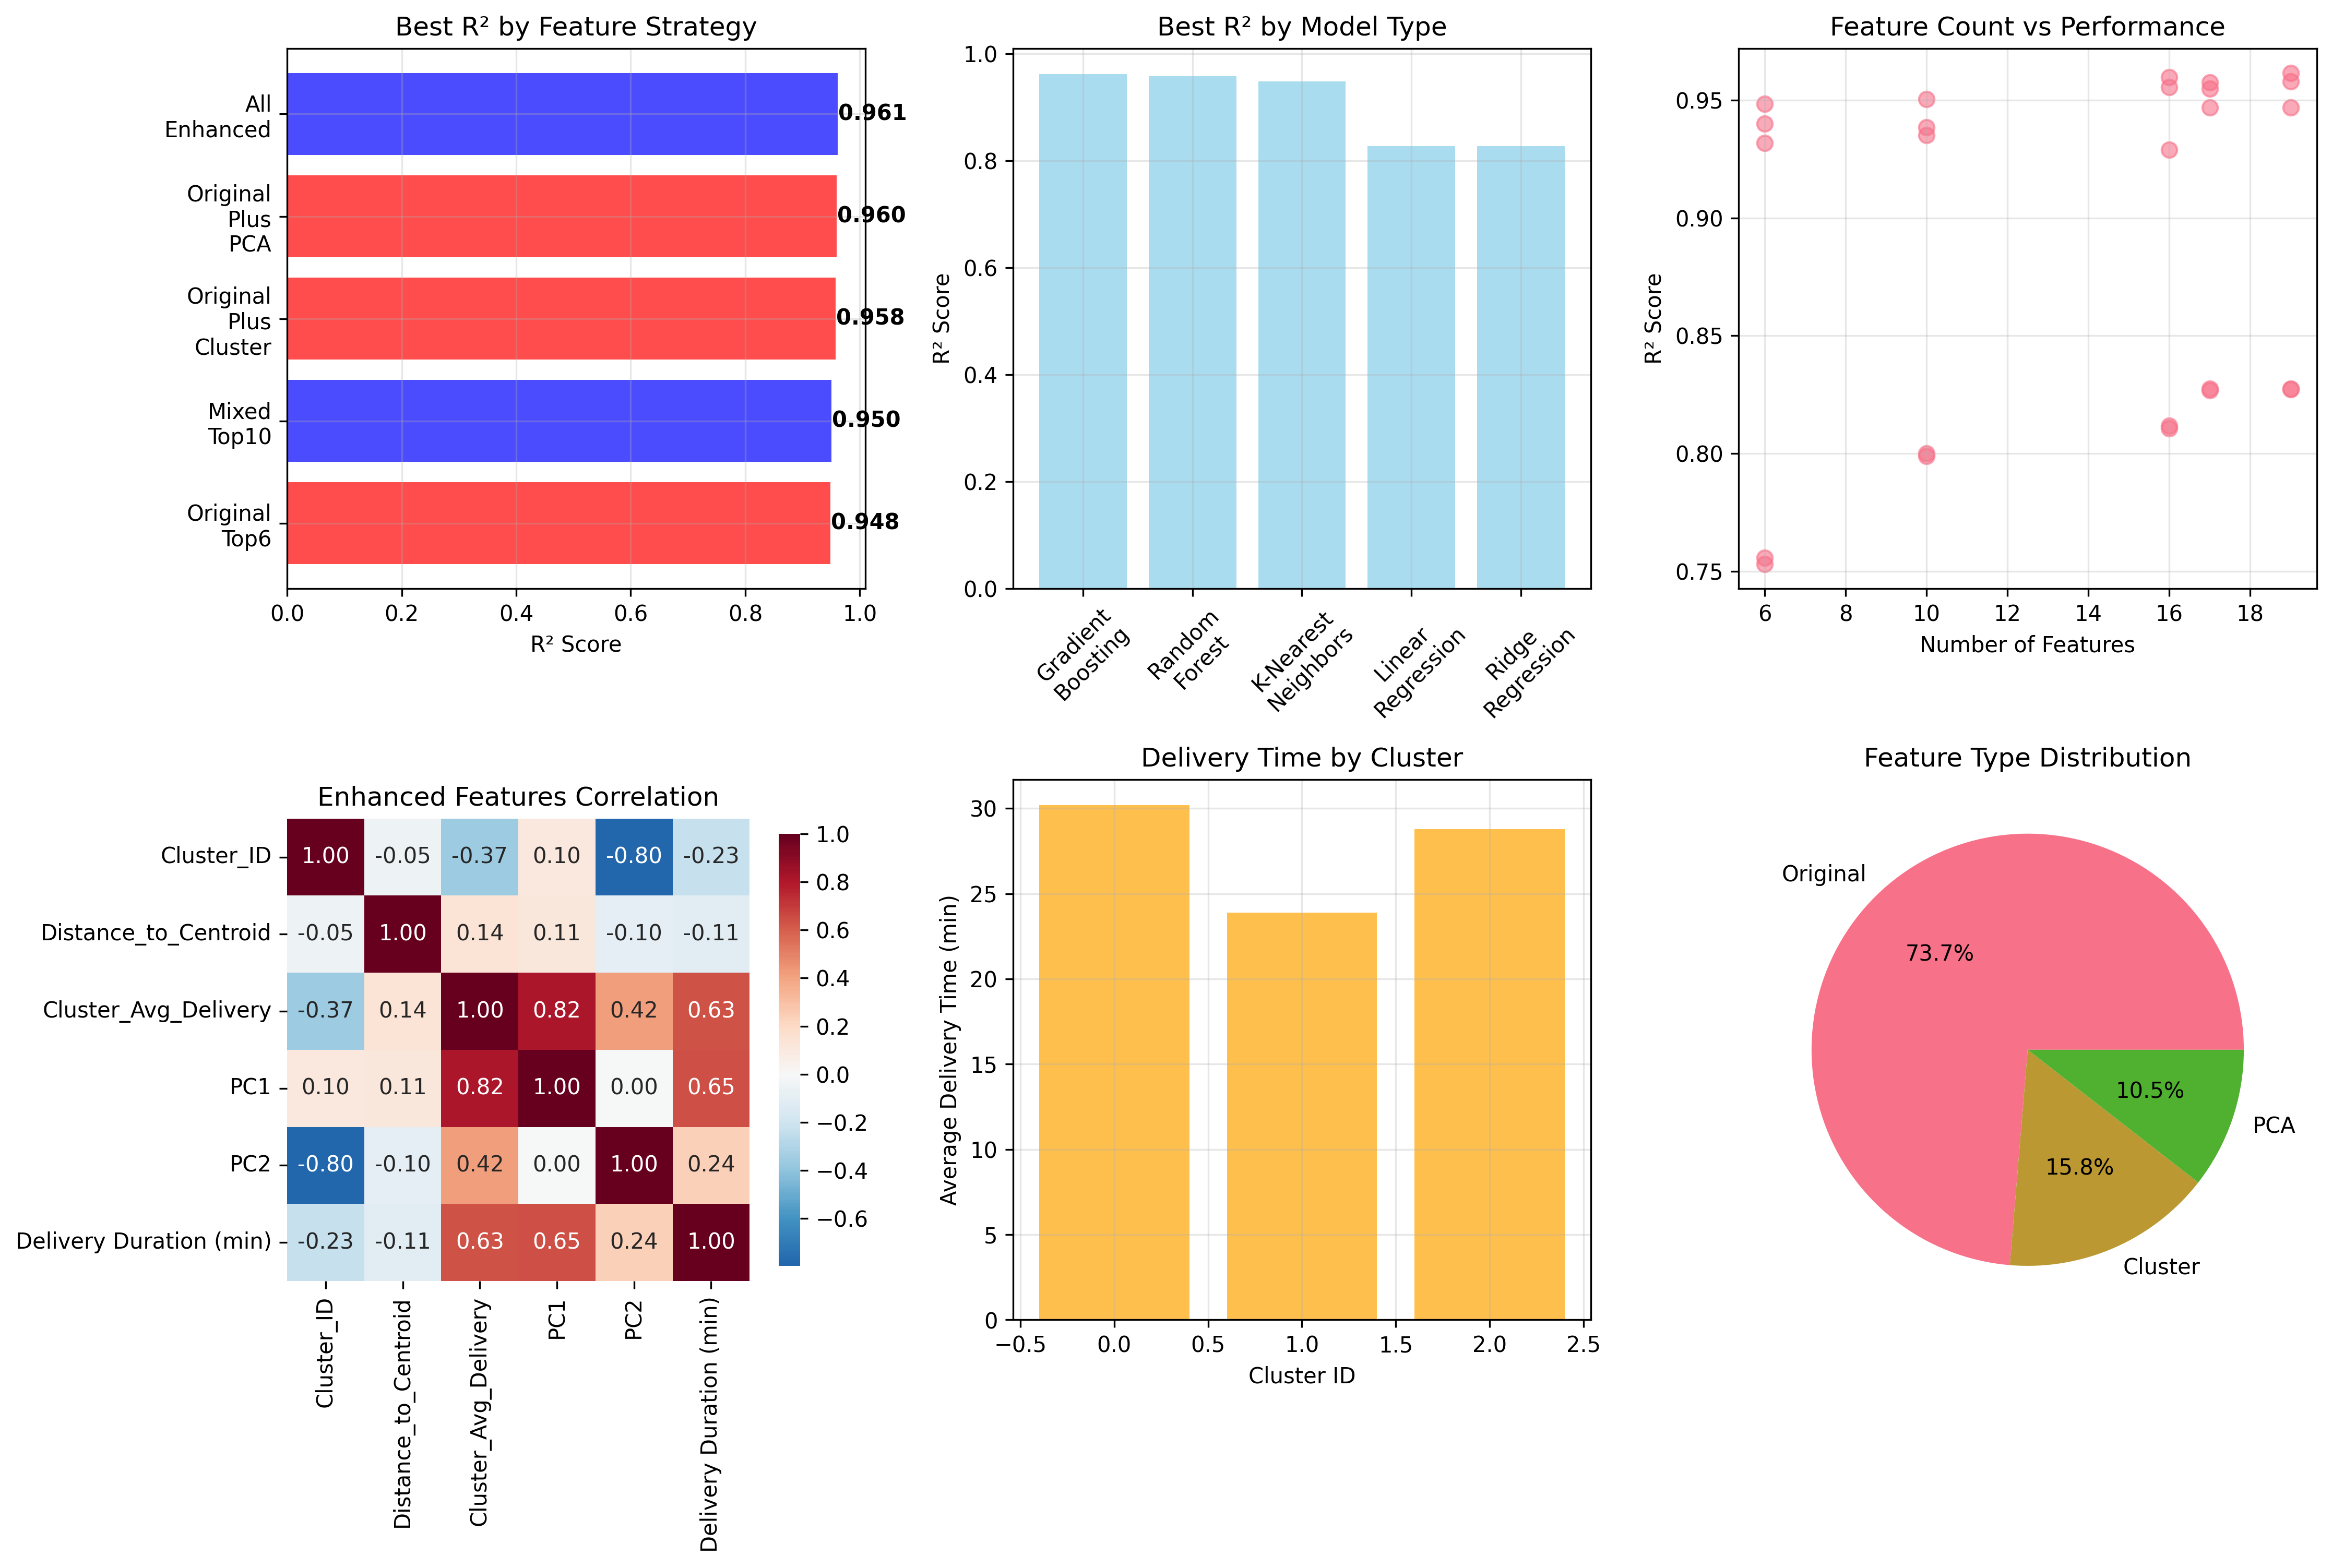 Best R² by Feature Strategy
All
Enhanced
Original
Plus
PCA
Original
Plus
Cluster
Mixed
Top10
Original
Top6
0.961
0.960
0.958
0.950
0.948
0.0 0.2 0.4 0.6 0.8 1.0
R² Score
Best R² by Model Type
R² Score
1.0
0.8
0.6
0.4
0.2
0.0
Gradient
Boosting
Random
Forest
K-Nearest
Neighbors
Linear
Regression
Ridge
Regression
Feature Count vs Performance
R² Score
0.95
0.90
0.85
0.80
0.75
6 8 10 12 14 16 18
Number of Features
Enhanced Features Correlation
Cluster_ID 1.00 -0.05 -0.37 0.10 -0.80 -0.23
Distance_to_Centroid -0.05 1.00 0.14 0.11 -0.10 -0.11
Cluster_Avg_Delivery -0.37 0.14 1.00 0.82 0.42 0.63
PC1 0.10 0.11 0.82 1.00 0.00 0.65
PC2 -0.80 -0.10 0.42 0.00 1.00 0.24
Delivery Duration (min) -0.23 -0.11 0.63 0.65 0.24 1.00
Cluster_ID
Distance_to_Centroid
Cluster_Avg_Delivery
PC1
PC2
Delivery Duration (min)
1.0
0.8
0.6
0.4
0.2
0.0
−0.2
−0.4
−0.6
Delivery Time by Cluster
Average Delivery Time (min)
30
25
20
15
10
5
0
−0.5 0.0 0.5 1.0 1.5 2.0 2.5
Cluster ID
Feature Type Distribution
Original
73.7%
10.5%
PCA
15.8%
Cluster